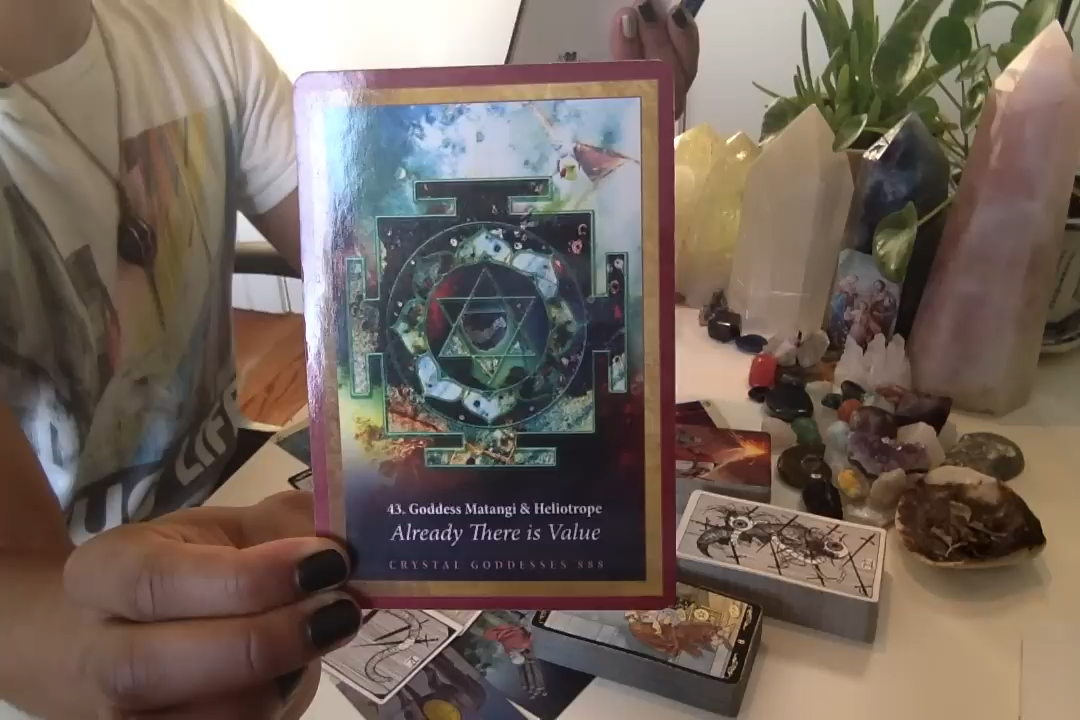 43. Goddess Matangi & Heliotrope
Already There is Value
CRYSTAL GODDESSES 888